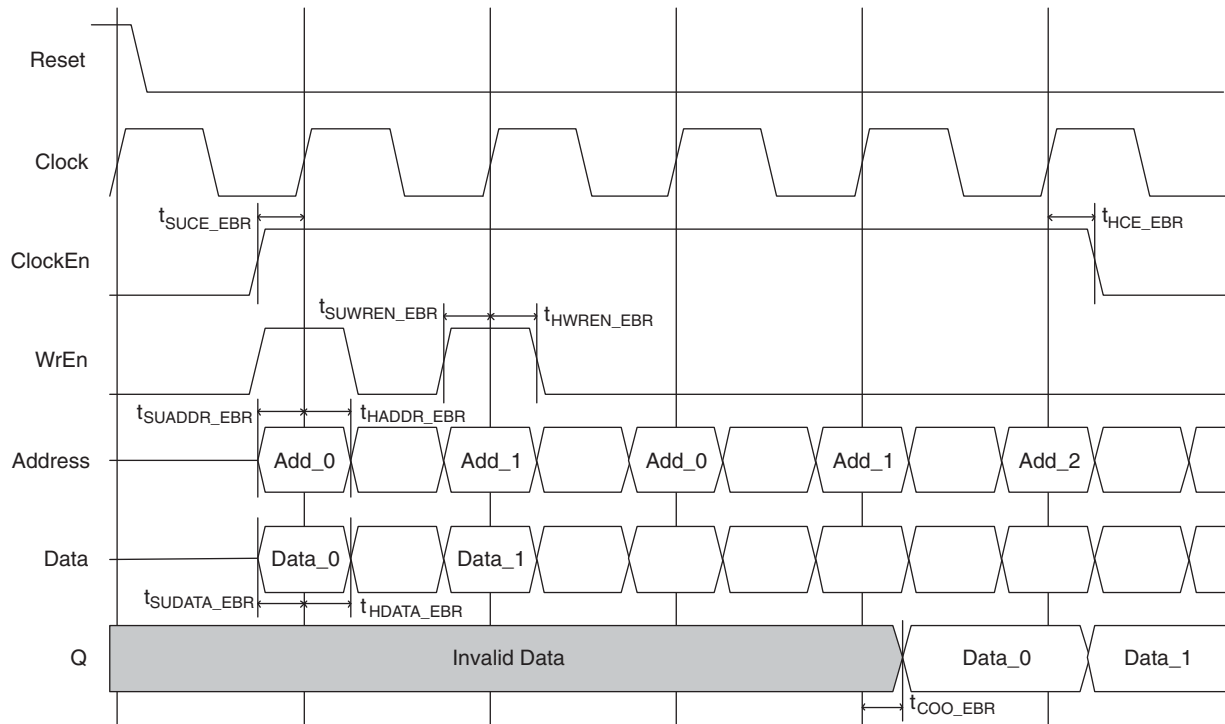 Reset
Clock
tSUCE_EBR
tHCE_EBR
ClockEn
tSUWREN_EBR
tHWREN_EBR
WrEn
tSUADDR_EBR
tHADDR_EBR
Address
Add_0
Add_1
Add_0
Add_1
Add_2
Data
Data_0
Data_1
tSUDATA_EBR
tHDATA_EBR
Q
Invalid Data
Data_0
Data_1
tCOO_EBR